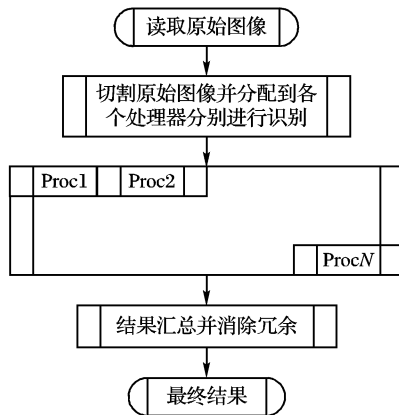 读取原始图像
切割原始图像并分配到各
个处理器分别进行识别
Proc1 Proc2
ProcN
结果汇总并消除冗余
最终结果